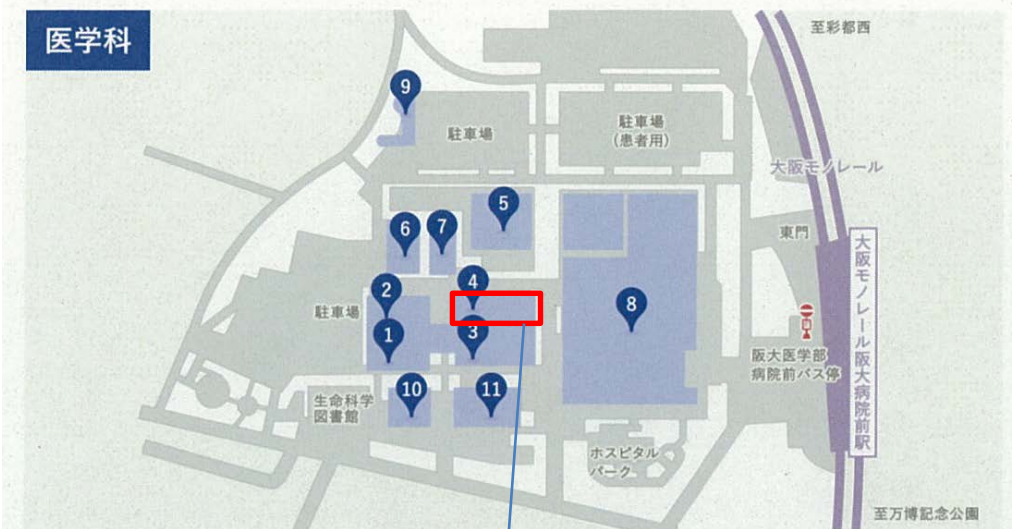 医学科
至彩都西
9
駐車場
駐車場
(患者用)
大阪モノレール
5
6
7
東門
大阪モノレール阪大病院前駅
4
2
8
駐車場
1
3
阪大医学部
病院前バス停
10
11
生命科学
図書館
ホスピタル
パーク
至万博記念公園